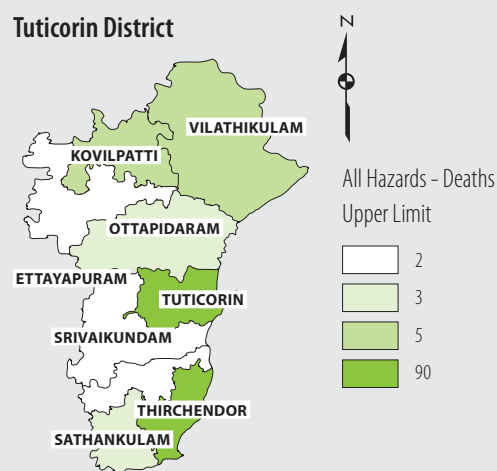 Tuticorin District
N
VILATHIKULAM
KOVILPATTI
All Hazards - Deaths
Upper Limit
OTTAPIDARAM
2
ETTAYAPURAM
3
TUTICORIN
5
SRIVAIKUNDAM
90
THIRCHENDOR
SATHANKULAM